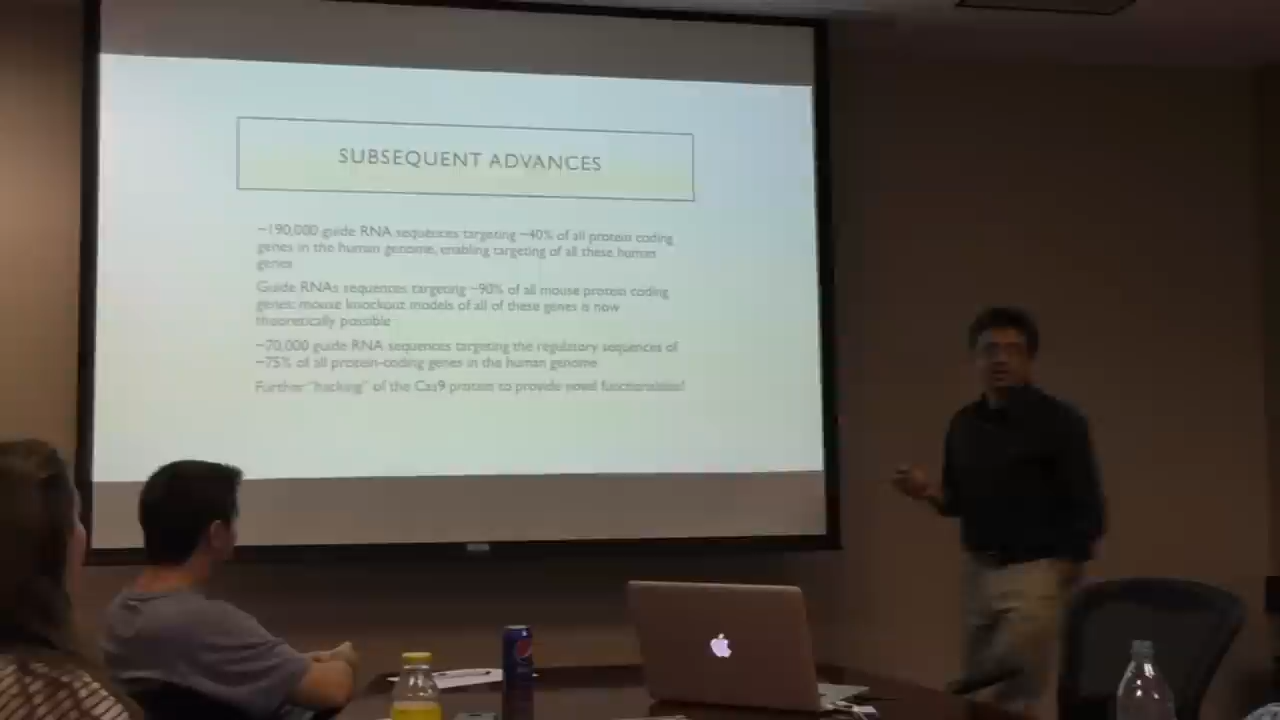 SUBSEQUENT ADVANCES
~190,000 guide RNA sequences targeting ~40% of all protein coding
genes in the human genome, enabling targeting of all these human
genes
Guide RNAs sequences targeting ~90% of all mouse protein coding
genes: mouse knockout models of all of these genes is now
theoretically possible
~70,000 guide RNA sequences targeting the regulatory sequences of
~75% of all protein-coding genes in the human genome
Further "hacking" of the Cas9 protein to provide novel functionalities!